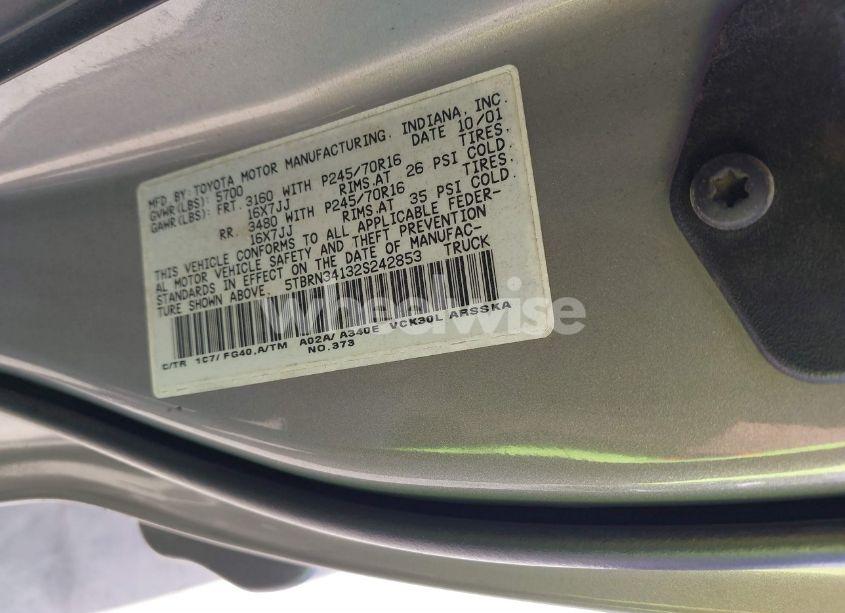 MFD.BY:TOYOTA MOTOR MANUFACTURING, INDIANA, INC.
GVWR(LBS): 5700 DATE 10/01
GAWR(LBS): FRT. 3160 WITH P245/70R16 TIRES.
16X7JJ RIMS.AT 26 PSI COLD.
RR. 3480 WITH P245/70R16 TIRES.
16X7JJ RIMS.AT 35 PSI COLD.
THIS VEHICLE CONFORMS TO ALL APPLICABLE FEDER-
AL MOTOR VEHICLE SAFETY AND THEFT PREVENTION
STANDARDS IN EFFECT ON THE DATE OF MANUFAC-
TURE SHOWN ABOVE. 5TBRN34132S242853 TRUCK
wheelwise
C/TR 1C7/FG40,A/TM A02A/A340E VCK30L ARSSKA
NO.373